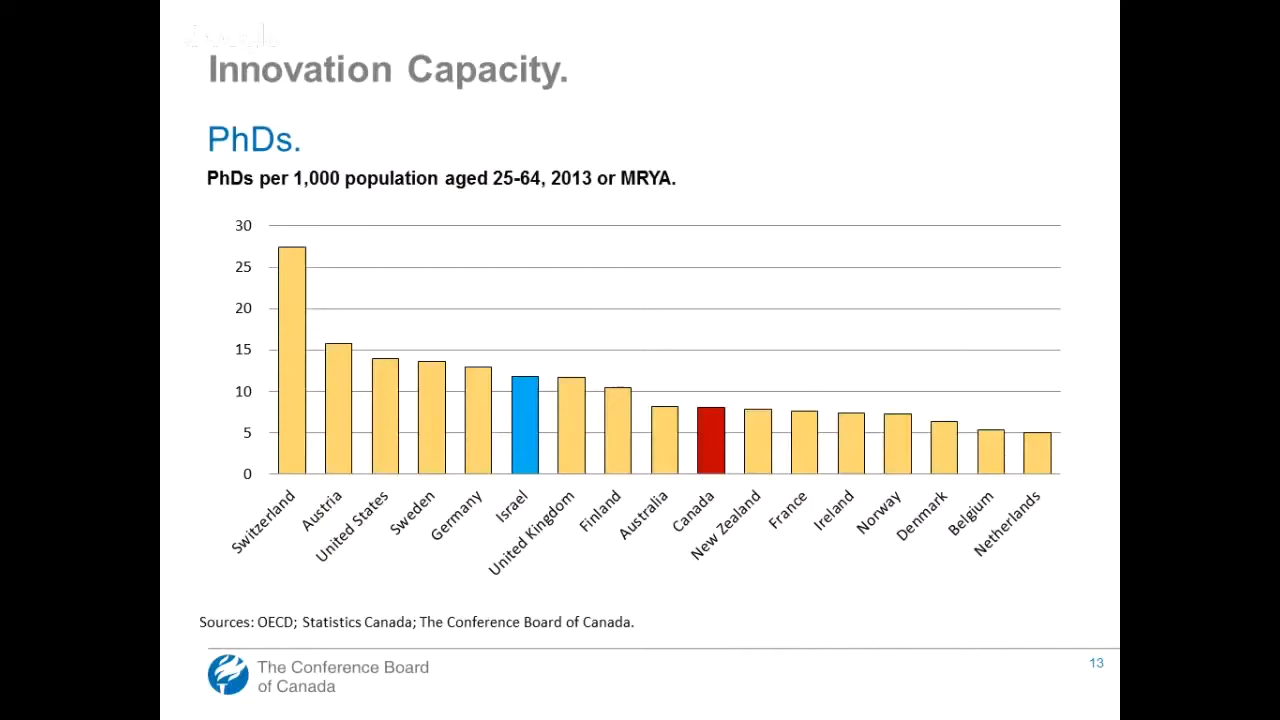 Innovation Capacity.
PhDs.
PhDs per 1,000 population aged 25-64, 2013 or MRYA.
30
25
20
15
10
5
0
Switzerland
Austria
United States
Sweden
Germany
Israel
United Kingdom
Finland
Australia
Canada
New Zealand
France
Ireland
Norway
Denmark
Belgium
Netherlands
Sources: OECD; Statistics Canada; The Conference Board of Canada.
The Conference Board
of Canada
13